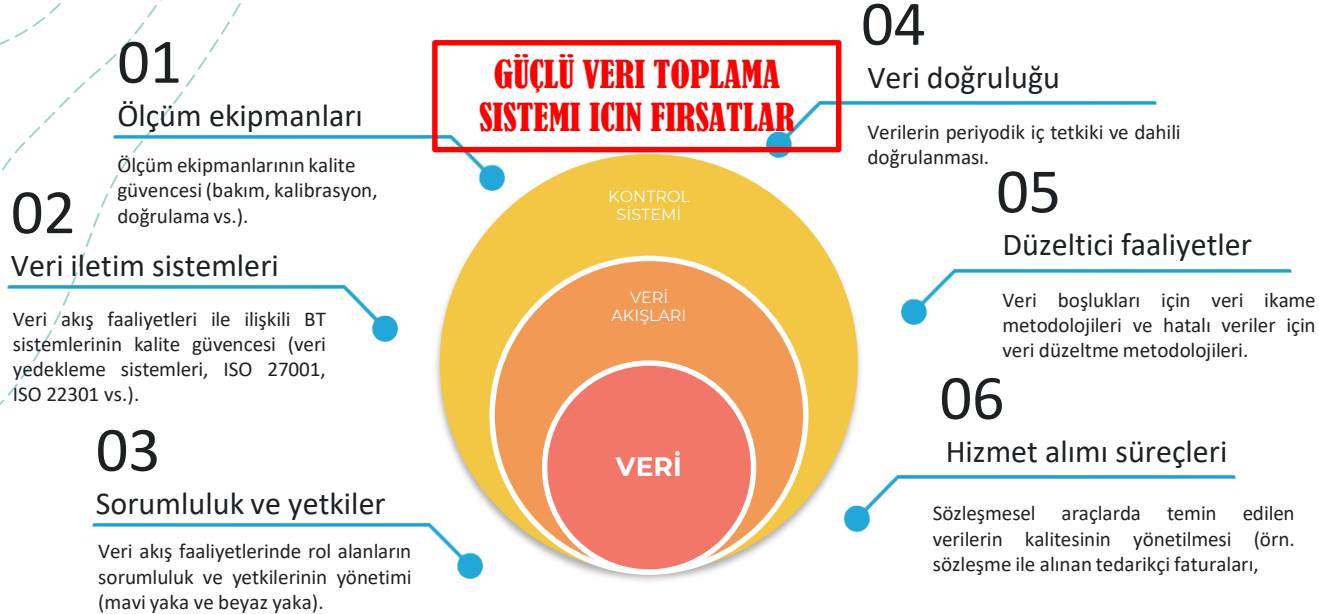 GÜÇLÜ VERI TOPLAMA
SISTEMI ICIN FIRSATLAR
01
Ölçüm ekipmanları
Ölçüm ekipmanlarının kalite
güvencesi (bakım, kalibrasyon,
doğrulama vs.).
02
Veri iletim sistemleri
Veri akış faaliyetleri ile ilişkili BT
sistemlerinin kalite güvencesi (veri
yedekleme sistemleri, ISO 27001,
ISO 22301 vs.).
03
Sorumluluk ve yetkiler
Veri akış faaliyetlerinde rol alanların
sorumluluk ve yetkilerinin yönetimi
(mavi yaka ve beyaz yaka).
KONTROL
SİSTEMİ
VERİ
AKIŞLARI
VERİ
04
Veri doğruluğu
Verilerin periyodik iç tetkiki ve dahili
doğrulanması.
05
Düzeltici faaliyetler
Veri boşlukları için veri ikame
metodolojileri ve hatalı veriler için
veri düzeltme metodolojileri.
06
Hizmet alımı süreçleri
Sözleşmesel araçlarda temin edilen
verilerin kalitesinin yönetilmesi (örn.
sözleşme ile alınan tedarikçi faturaları,